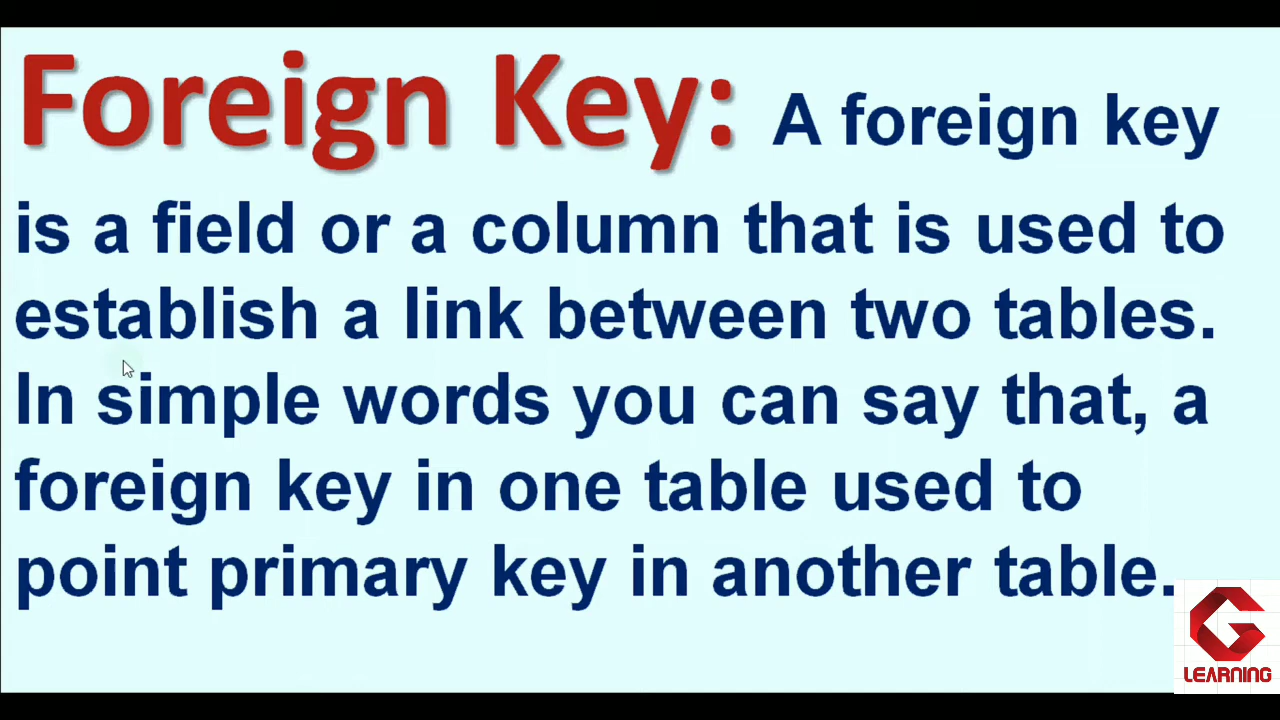 Foreign Key: A foreign key
is a field or a column that is used to
establish a link between two tables.
In simple words you can say that, a
foreign key in one table used to
point primary key in another table.
LEARNING